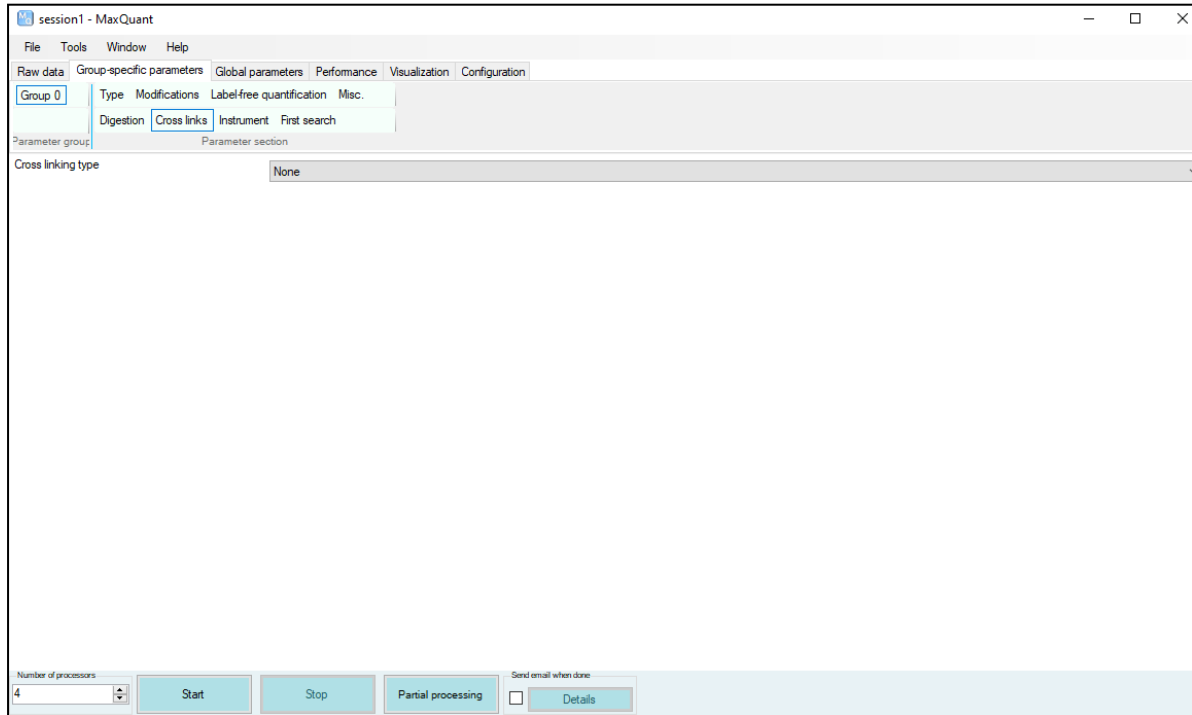 session1 - MaxQuant
File Tools Window Help
Raw data Group-specific parameters Global parameters Performance Visualization Configuration
Group 0 Type Modifications Label-free quantification Misc.
Digestion Cross links Instrument First search
Parameter group Parameter section
Cross linking type None
Number of processors Send email when done
4 Start Stop Partial processing Details